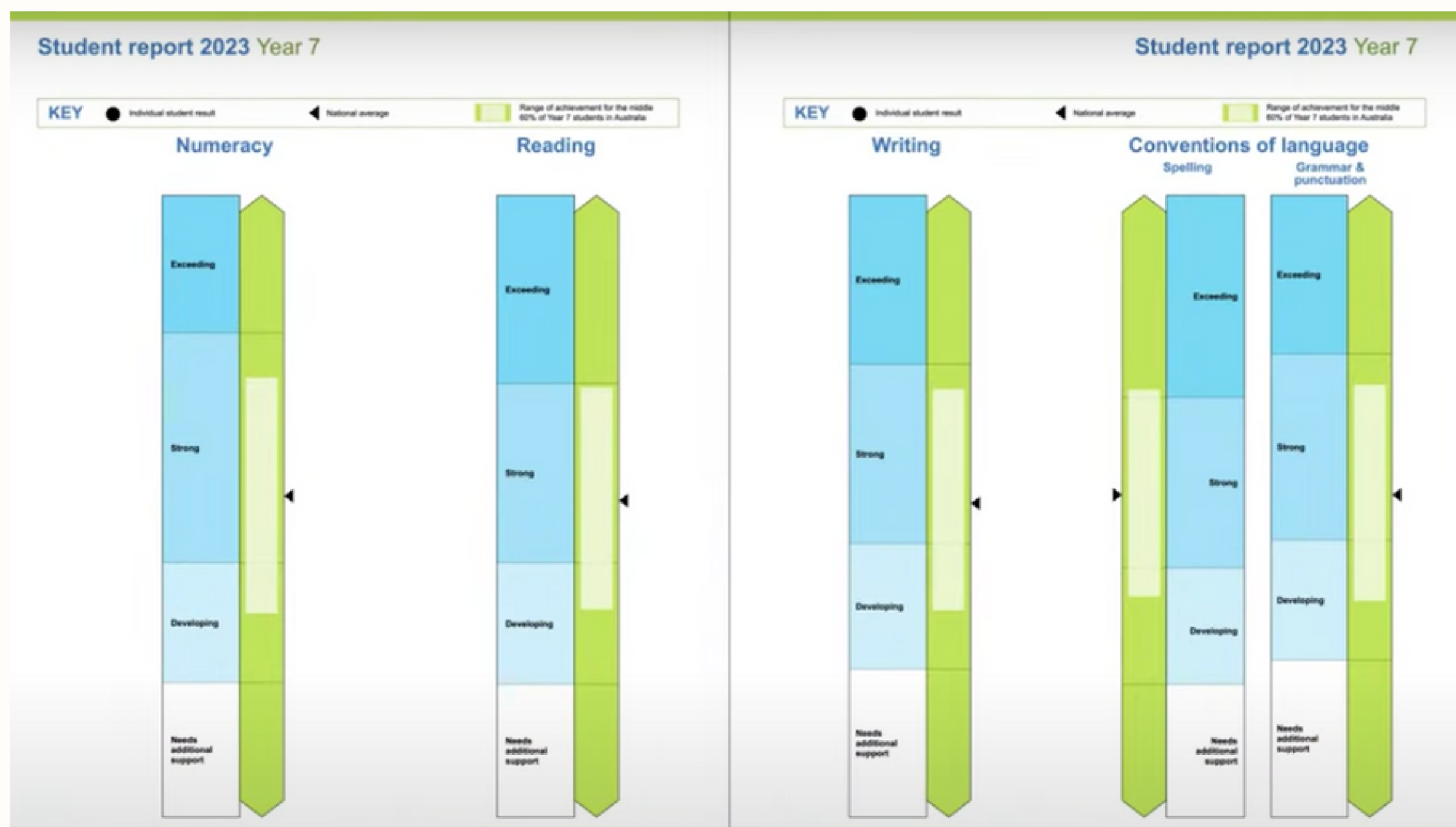 Student report 2023 Year 7
KEY
Individual student result
National average
Range of achievement for the middle
60% of Year 7 students in Australia
Numeracy
Reading
Exceeding
Strong
Developing
Needs
additional
support
Exceeding
Strong
Developing
Needs
additional
support
Student report 2023 Year 7
KEY
Individual student result
National average
Range of achievement for the middle
60% of Year 7 students in Australia
Writing
Conventions of language
Spelling
Grammar &
punctuation
Exceeding
Strong
Developing
Needs
additional
support
Exceeding
Strong
Developing
Needs
additional
support
Exceeding
Strong
Developing
Needs
additional
support